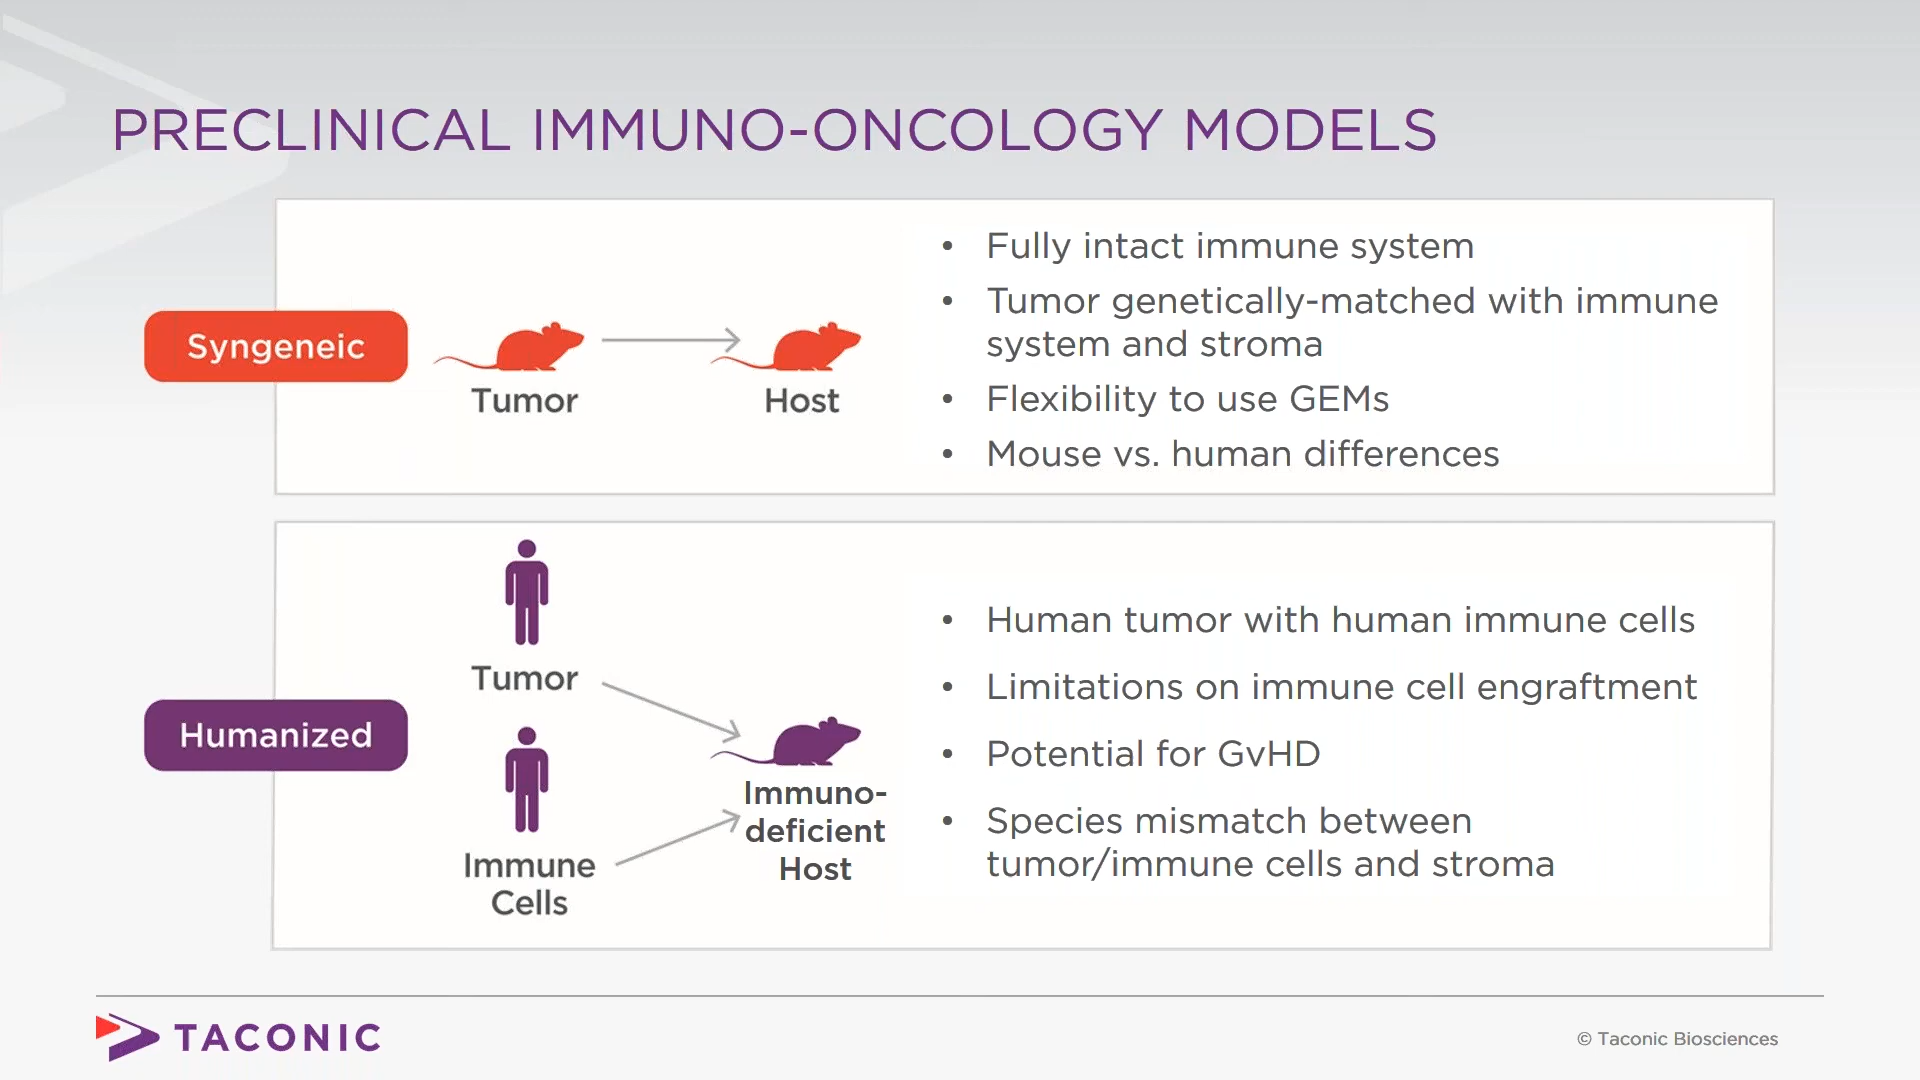 PRECLINICAL IMMUNO-ONCOLOGY MODELS
Syngeneic
Tumor
Host
• Fully intact immune system
• Tumor genetically-matched with immune
system and stroma
• Flexibility to use GEMs
• Mouse vs. human differences
Humanized
Tumor
Immune
Cells
Immuno-
deficient
Host
• Human tumor with human immune cells
• Limitations on immune cell engraftment
• Potential for GvHD
• Species mismatch between
tumor/immune cells and stroma
TACONIC
© Taconic Biosciences